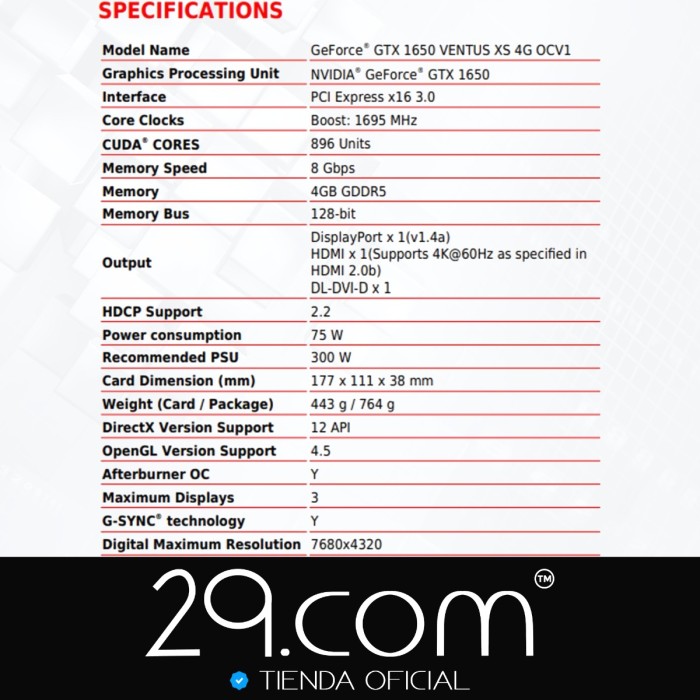 SPECIFICATIONS
Model Name GeForce® GTX 1650 VENTUS XS 4G OCV1
Graphics Processing Unit NVIDIA® GeForce® GTX 1650
Interface PCI Express x16 3.0
Core Clocks Boost: 1695 MHz
CUDA® CORES 896 Units
Memory Speed 8 Gbps
Memory 4GB GDDR5
Memory Bus 128-bit
Output DisplayPort x 1(v1.4a)
HDMI x 1(Supports 4K@60Hz as specified in
HDMI 2.0b)
DL-DVI-D x 1
HDCP Support 2.2
Power consumption 75 W
Recommended PSU 300 W
Card Dimension (mm) 177 x 111 x 38 mm
Weight (Card / Package) 443 g / 764 g
DirectX Version Support 12 API
OpenGL Version Support 4.5
Afterburner OC Y
Maximum Displays 3
G-SYNC® technology Y
Digital Maximum Resolution 7680x4320
29.com™
TIENDA OFICIAL